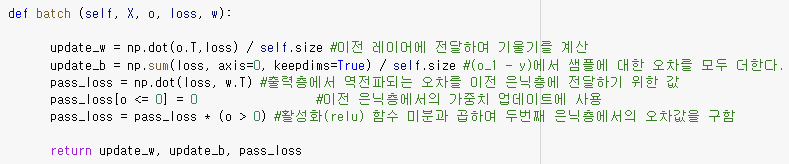 def batch (self, X, o, loss, w):
update_w = np.dot(o.T,loss) / self.size #이전 레이어에 전달하여 기울기를 계산
update_b = np.sum(loss, axis=0, keepdims=True) / self.size #(o_1 - y)에서 샘플에 대한 오차를 모두 더한다.
pass_loss = np.dot(loss, w.T) #출력층에서 역전파되는 오차를 이전 은닉층에 전달하기 위한 값
pass_loss[o <= 0] = 0 #이전 은닉층에서의 가중치 업데이트에 사용
pass_loss = pass_loss * (o > 0) #활성화(relu) 함수 미분과 곱하여 두번째 은닉층에서의 오차값을 구함
return update_w, update_b, pass_loss